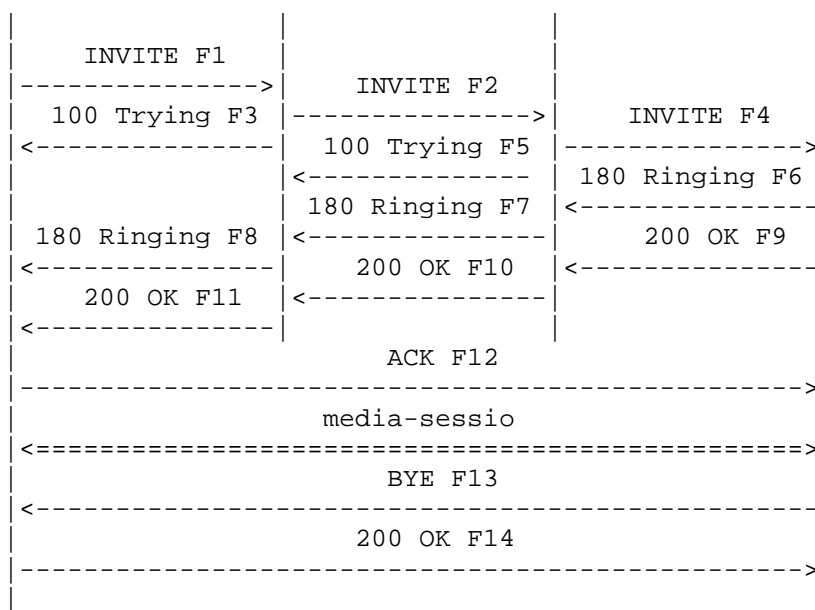 INVITE F1
INVITE F2
100 Trying F3
INVITE F4
100 Trying F5
180 Ringing F6
180 Ringing F7
180 Ringing F8
200 OK F9
200 OK F10
200 OK F11
ACK F12
media-sessio
BYE F13
200 OK F14